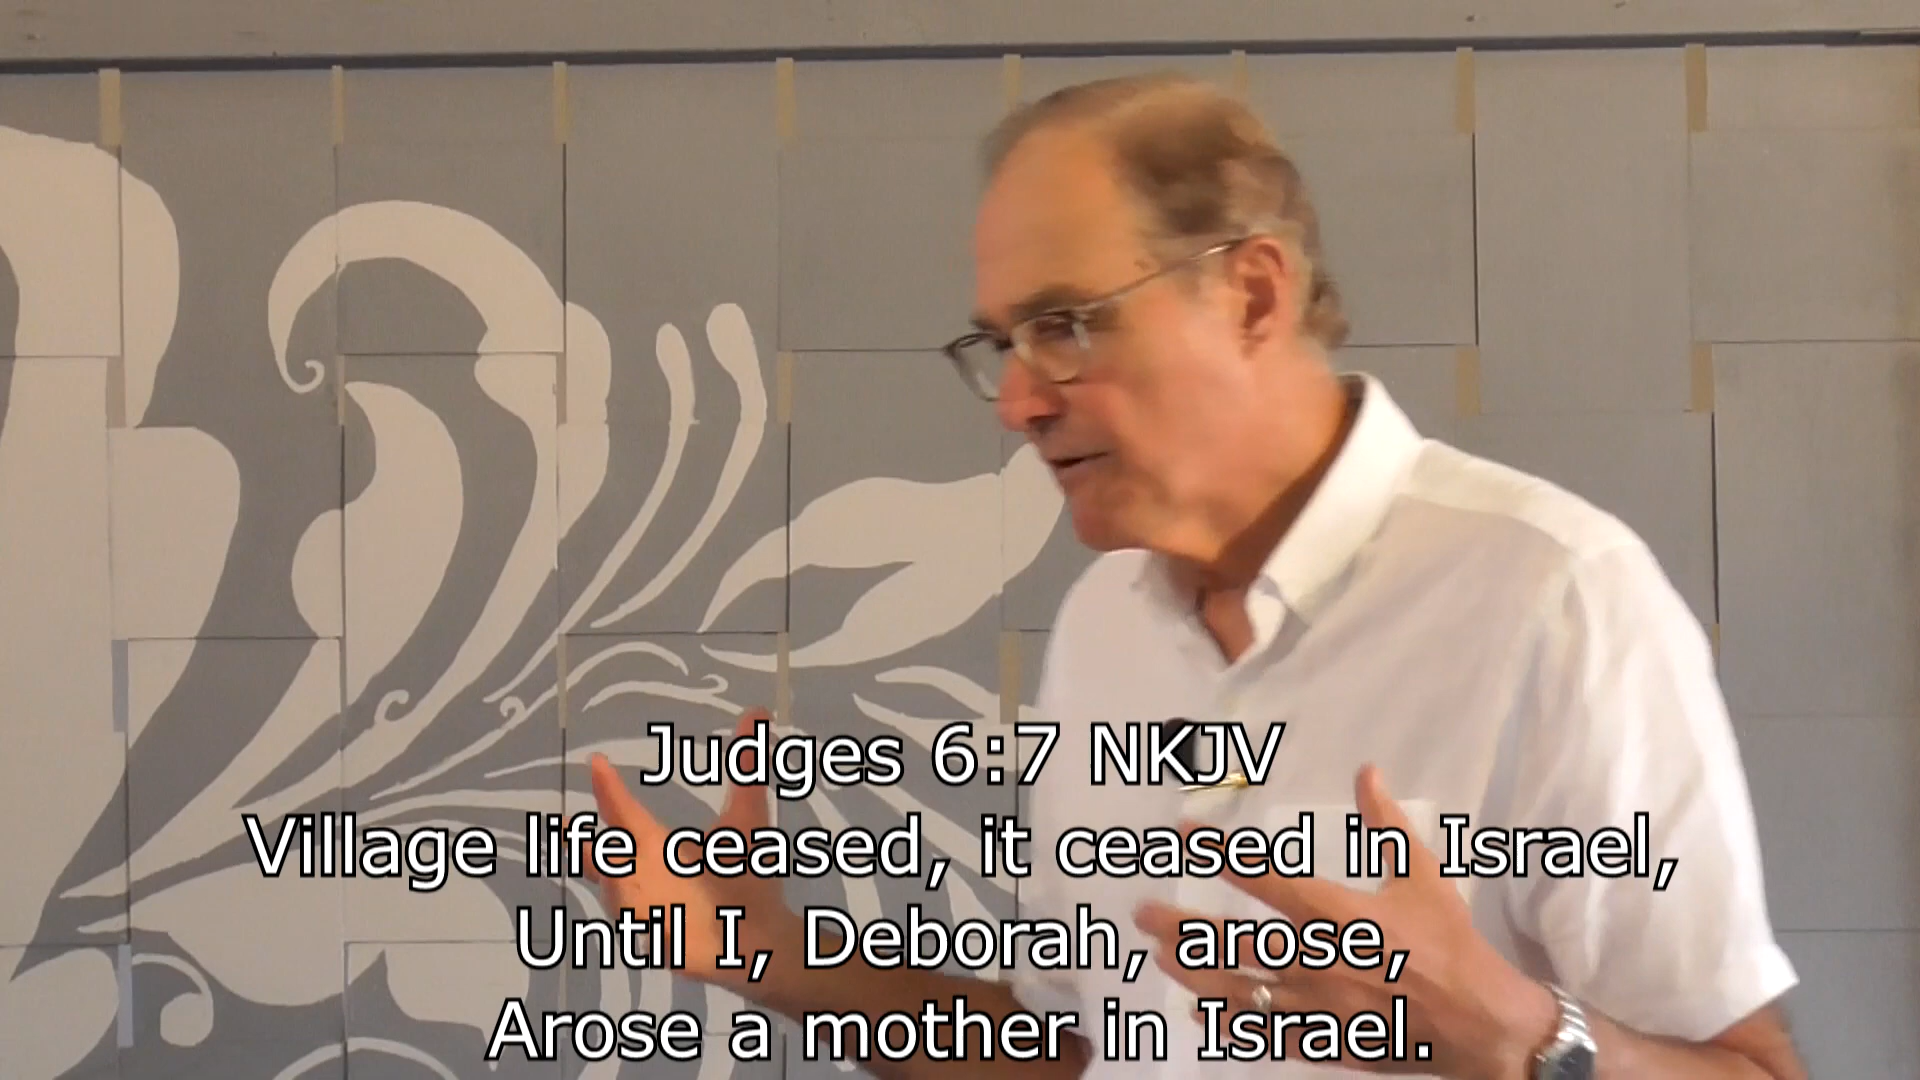 Judges 6:7 NKJV
Village life ceased, it ceased in Israel,
Until I, Deborah, arose,
Arose a mother in Israel.